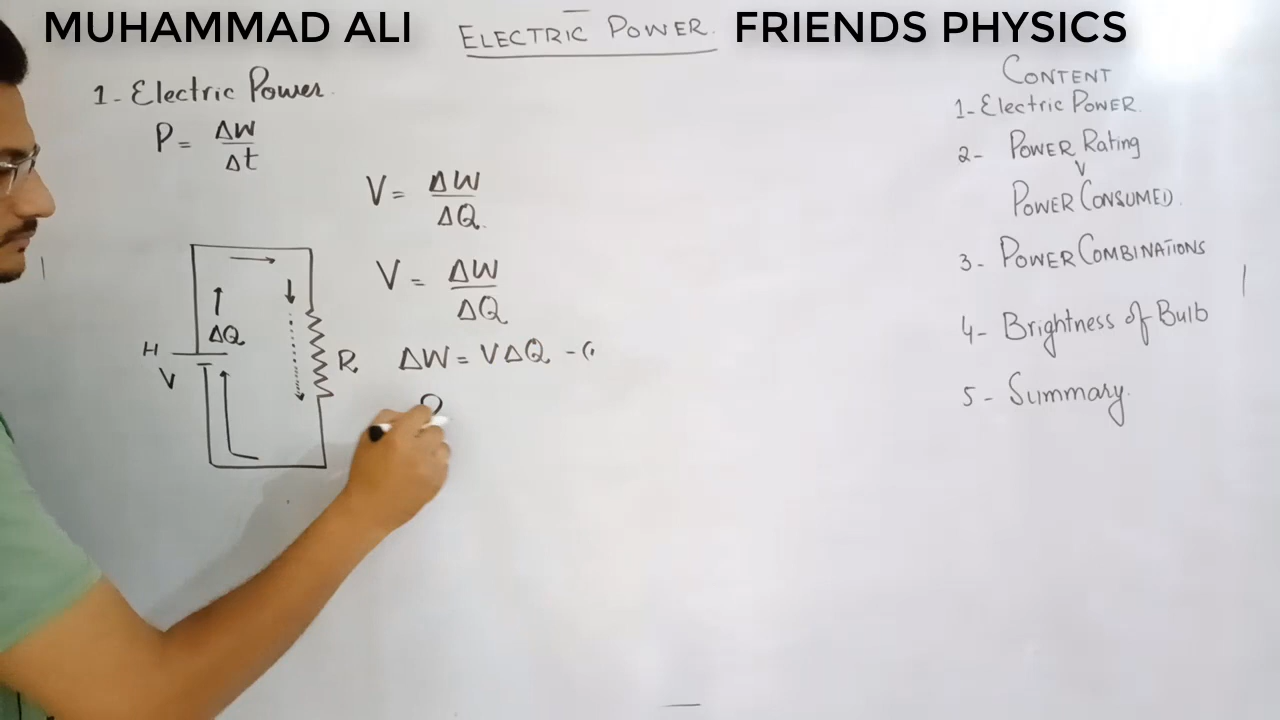 MUHAMMAD ALI
ELECTRIC POWER.
FRIENDS PHYSICS
1- Electric Power.
P = ΔW
Δt
V = ΔW
ΔQ.
V = ΔW
ΔQ
ΔW = VΔQ
ΔQ
V
R
CONTENT
1- Electric POWER.
2- POWER Rating
V
POWER CONSUMED.
3- POWER COMBINATIONS
4- Brightness of Bulb
5- Summary.